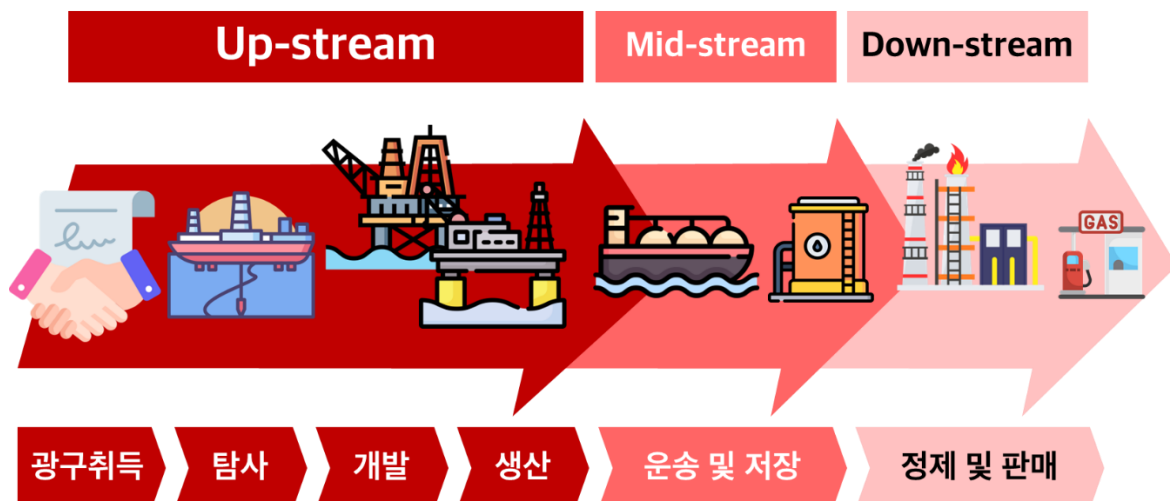 Up-stream
Mid-stream
Down-stream
GAS
광구취득
탐사
개발
생산
운송 및 저장
정제 및 판매